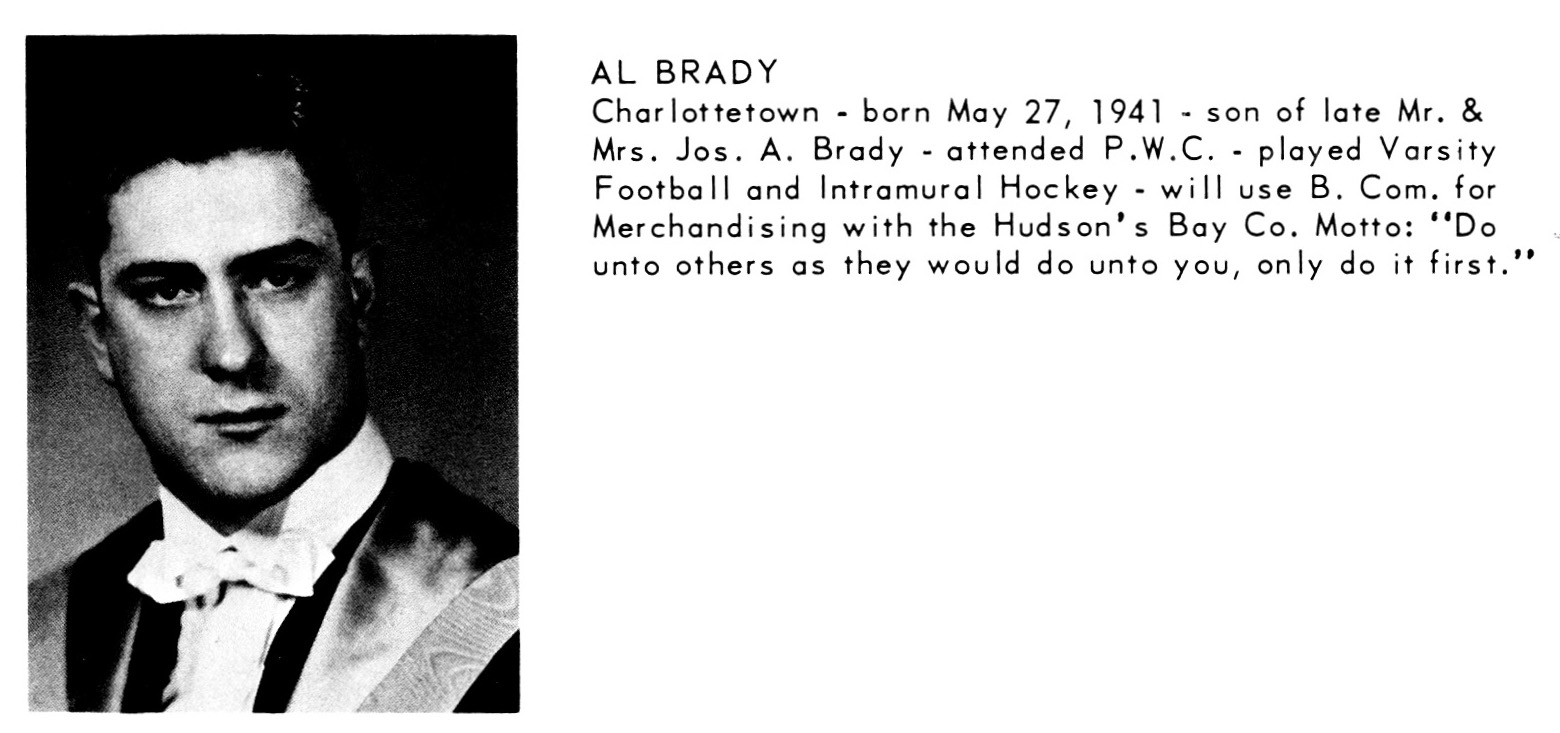 AL BRADY
Charlottetown - born May 27, 1941 - son of late Mr. &
Mrs. Jos. A. Brady - attended P.W.C. - played Varsity
Football and Intramural Hockey - will use B. Com. for
Merchandising with the Hudson's Bay Co. Motto: “Do
unto others as they would do unto you, only do it first.”